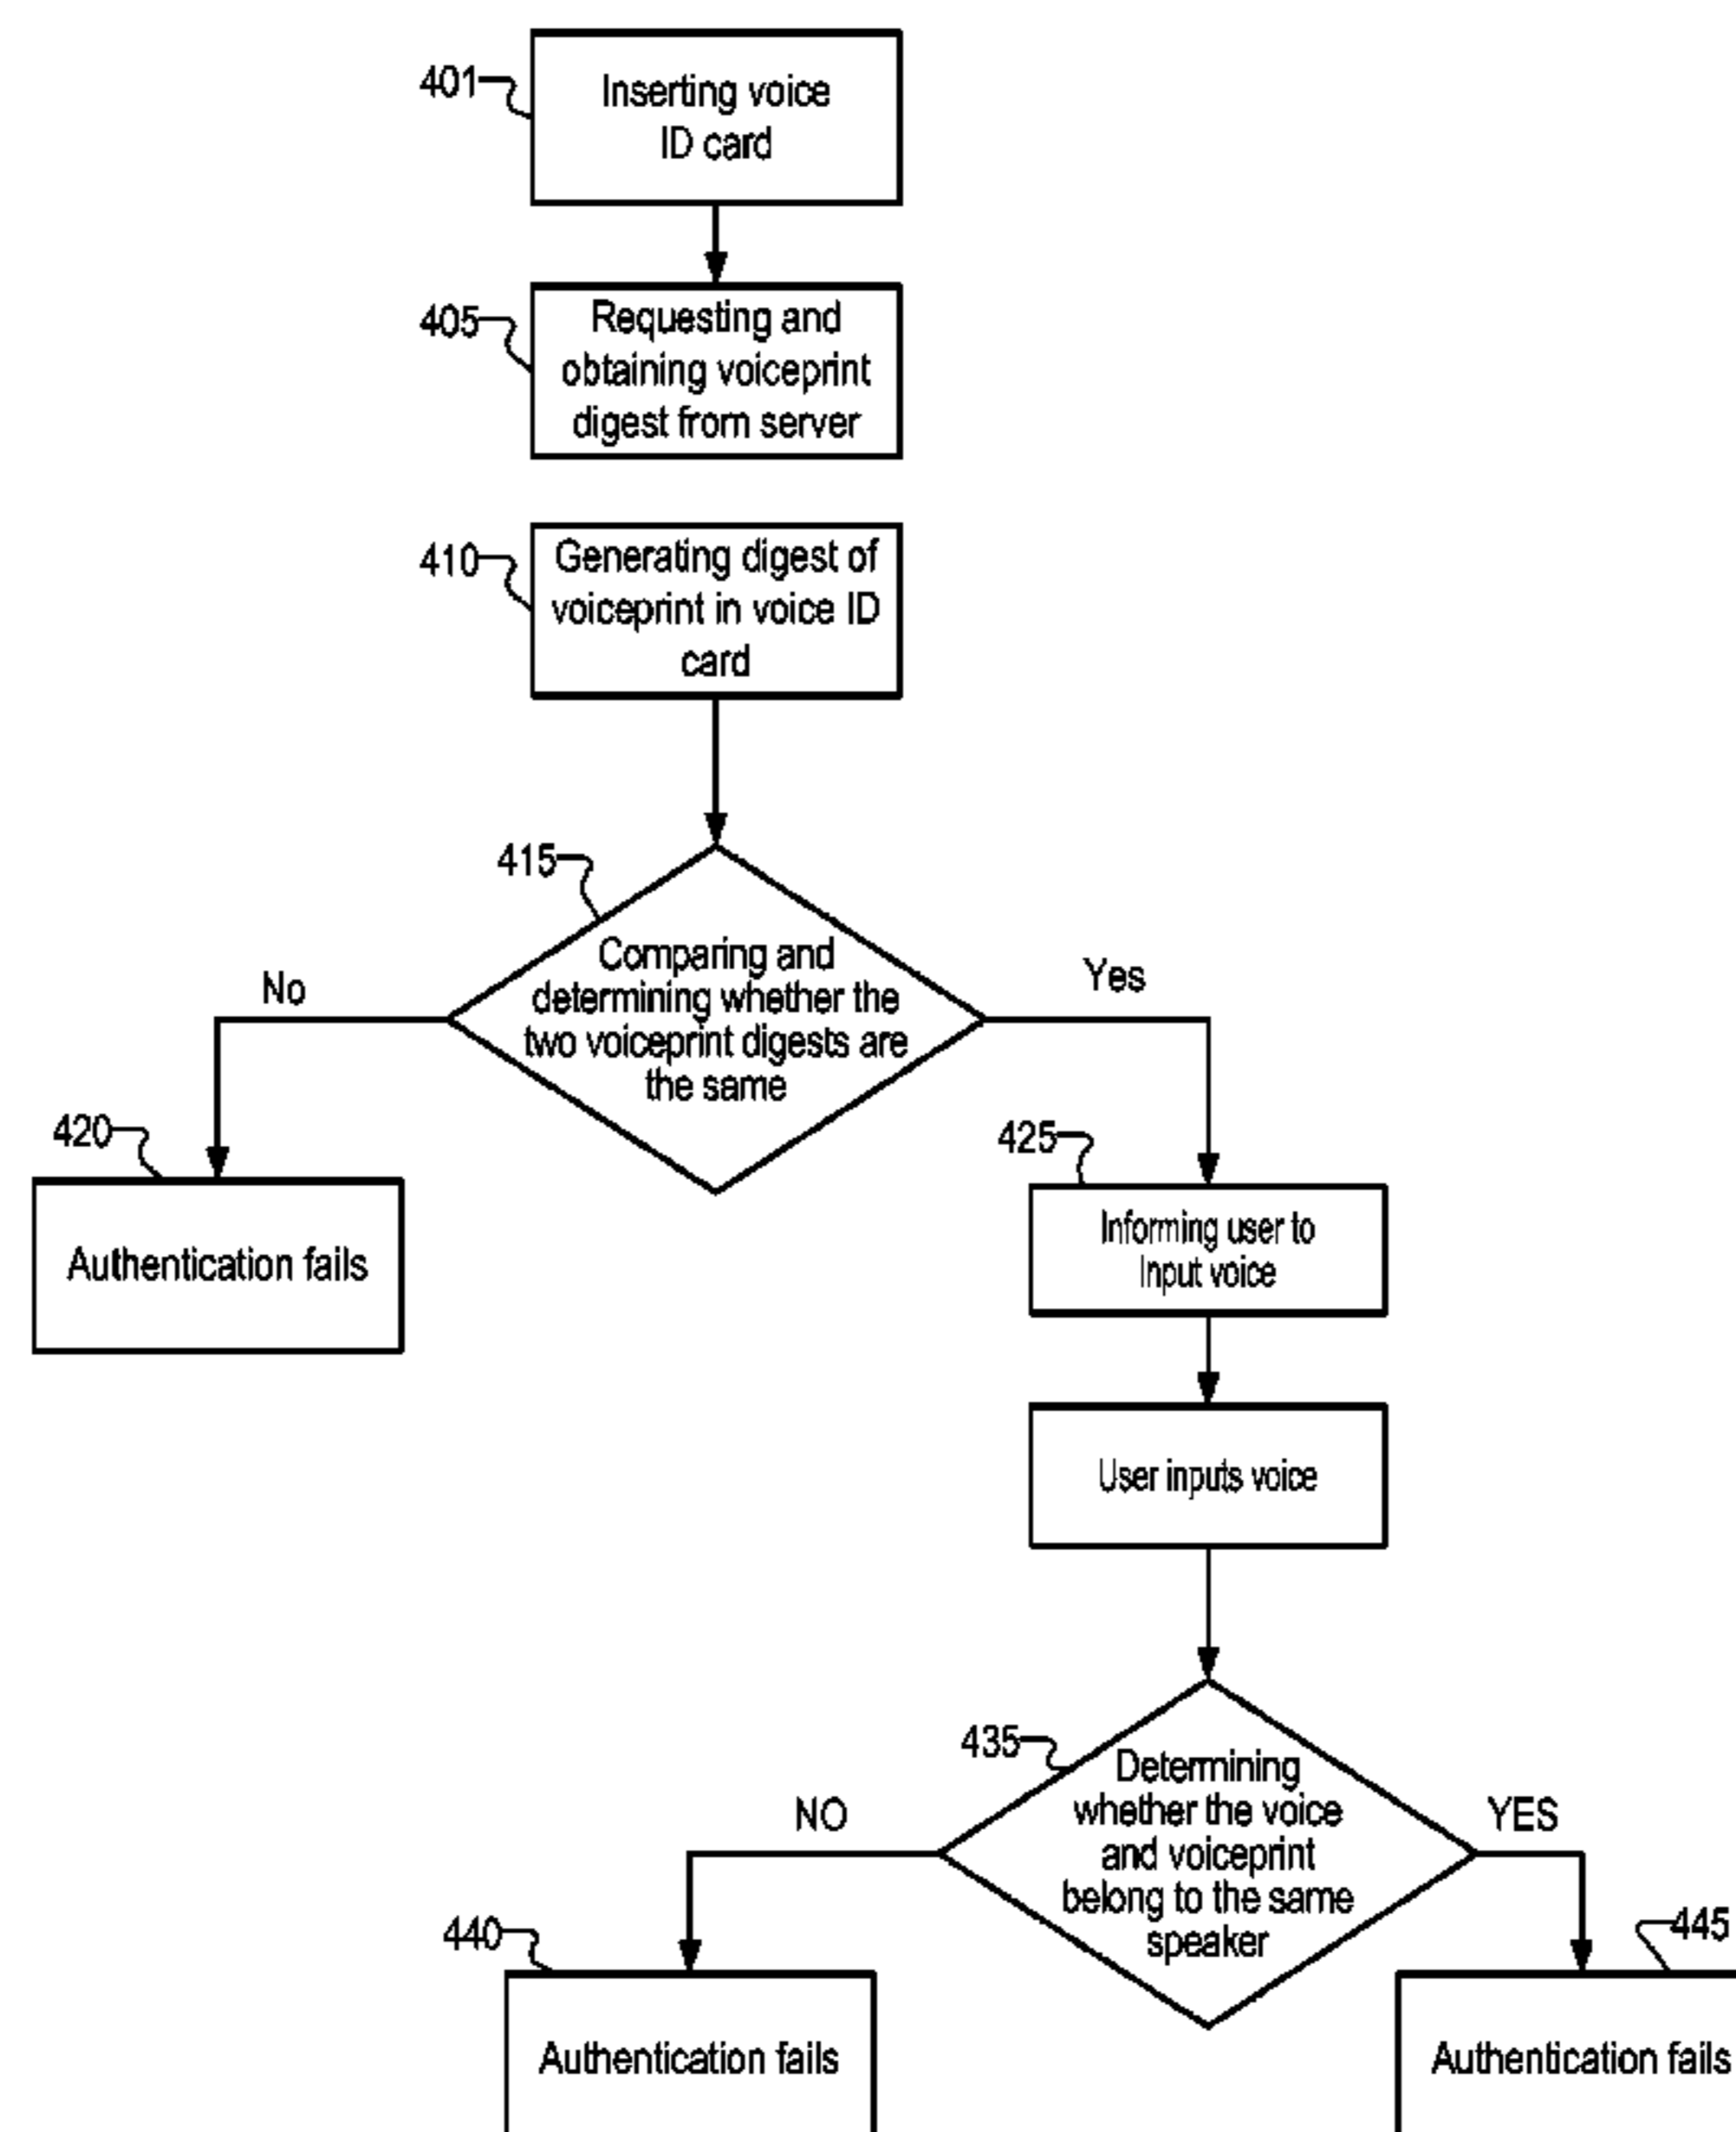 401
Inserting voice
ID card
405
Requesting and
obtaining voiceprint
digest from server
410
Generating digest of
voiceprint in voice ID
card
415
Comparing and
determining whether the
two voiceprint digests are
the same
No
Yes
420
Authentication fails
425
Informing user to
Input voice
User inputs voice
435
Determining
whether the voice
and voiceprint
belong to the same
speaker
NO
YES
440
Authentication fails
445
Authentication fails